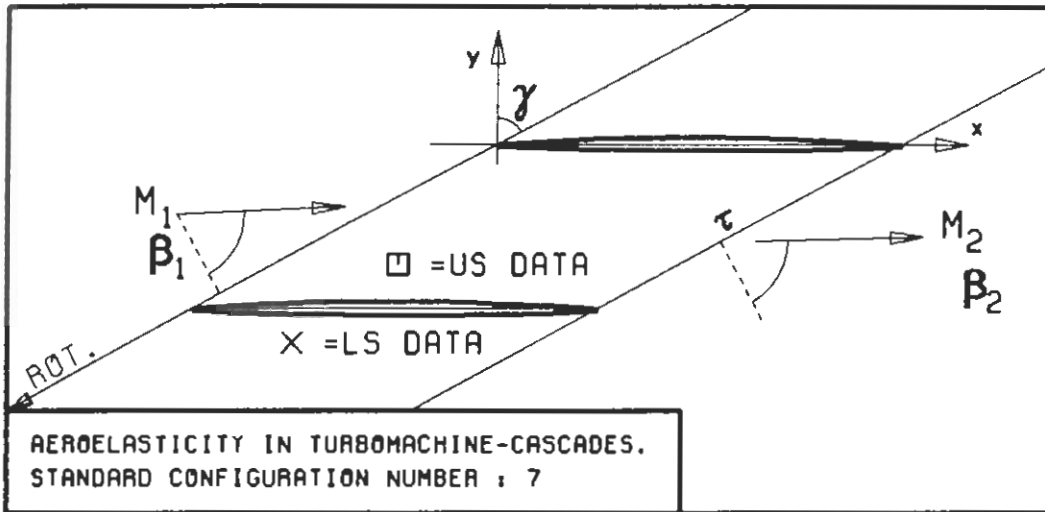 y
γ
x
M1
β1
τ
M2
β2
□ =US DATA
× =LS DATA
ROT.
AEROELASTICITY IN TURBOMACHINE-CASCADES.
STANDARD CONFIGURATION NUMBER : 7